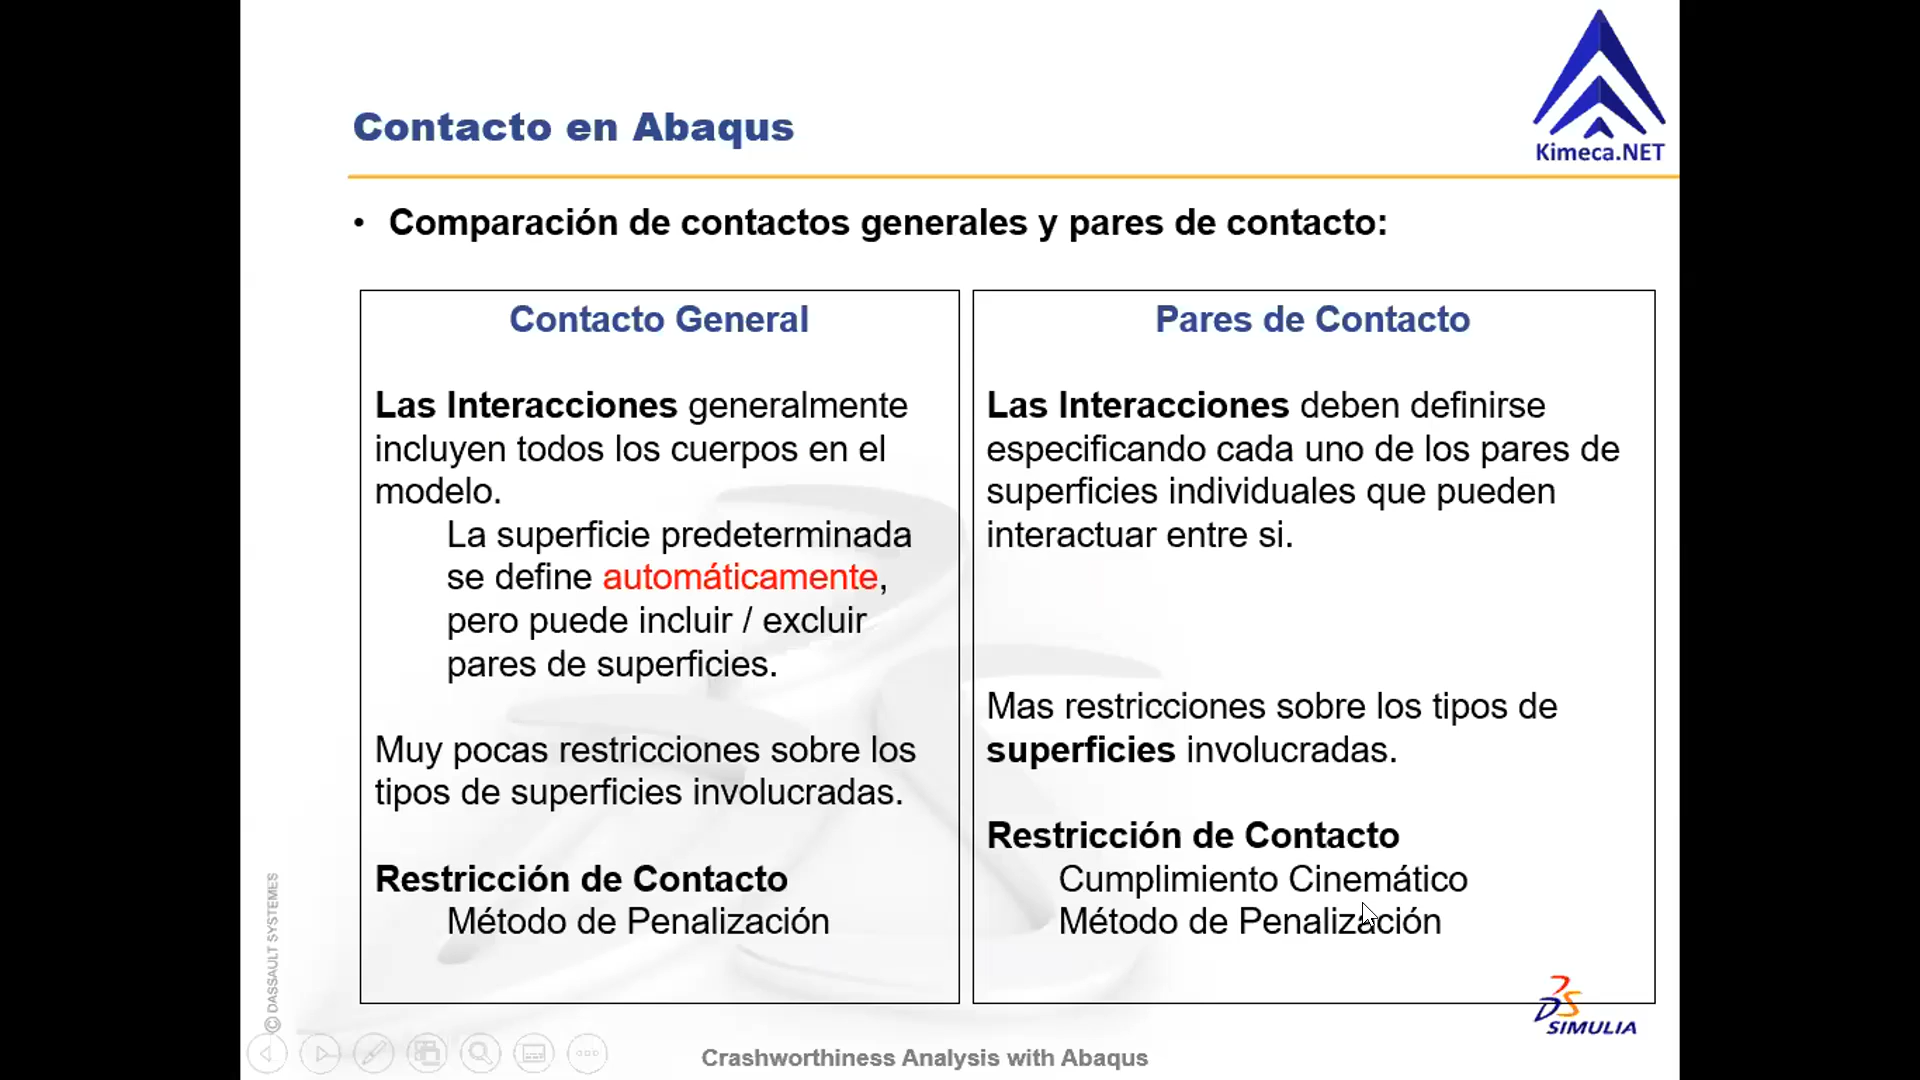 Kimeca.NET
Contacto en Abaqus
• Comparación de contactos generales y pares de contacto:
Contacto General
Las Interacciones generalmente
incluyen todos los cuerpos en el
modelo.
La superficie predeterminada
se define automáticamente,
pero puede incluir / excluir
pares de superficies.
Muy pocas restricciones sobre los
tipos de superficies involucradas.
Restricción de Contacto
Método de Penalización
Pares de Contacto
Las Interacciones deben definirse
especificando cada uno de los pares de
superficies individuales que pueden
interactuar entre si.
Mas restricciones sobre los tipos de
superficies involucradas.
Restricción de Contacto
Cumplimiento Cinemático
Método de Penalización
© DASSAULT SYSTEMES
SIMULIA
Crashworthiness Analysis with Abaqus